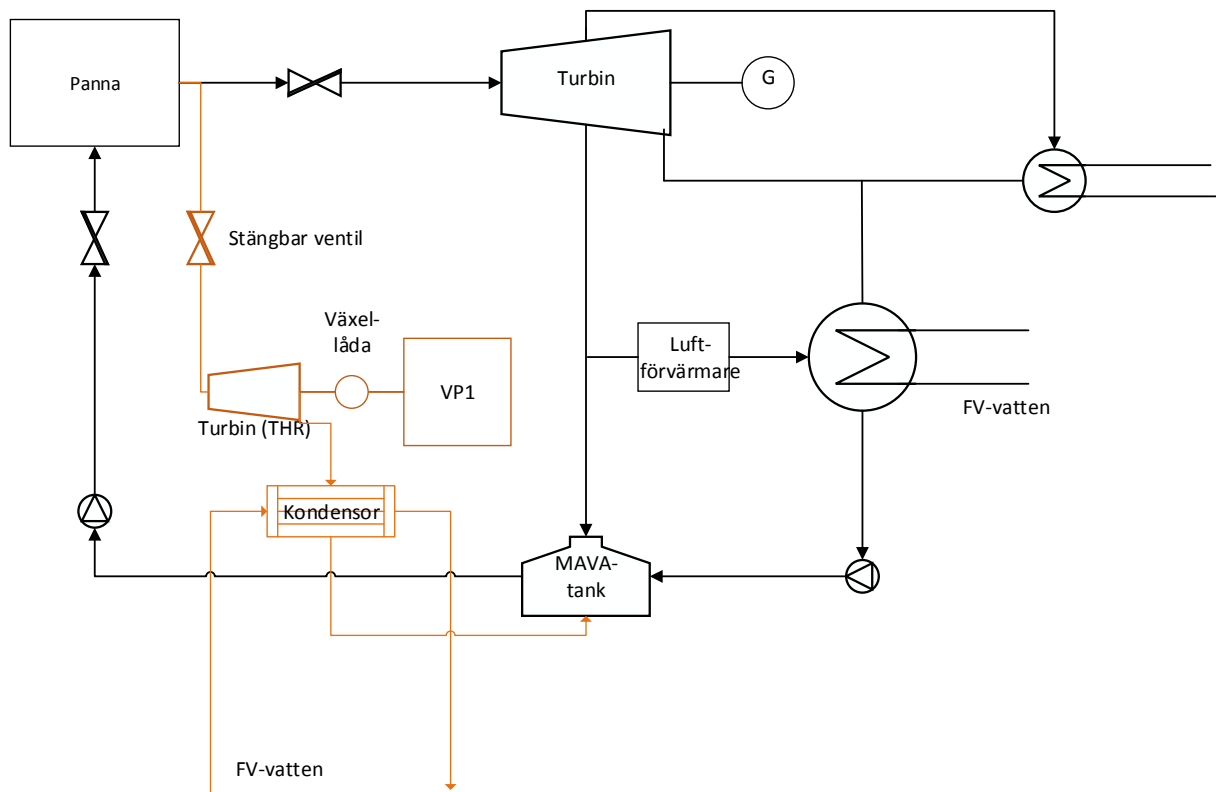 Panna
Turbin
G
Stängbar ventil
Växel-
låda
VP1
Luft-
förvärmare
FV-vatten
Turbin (THR)
Kondensor
MAVA-
tank
FV-vatten